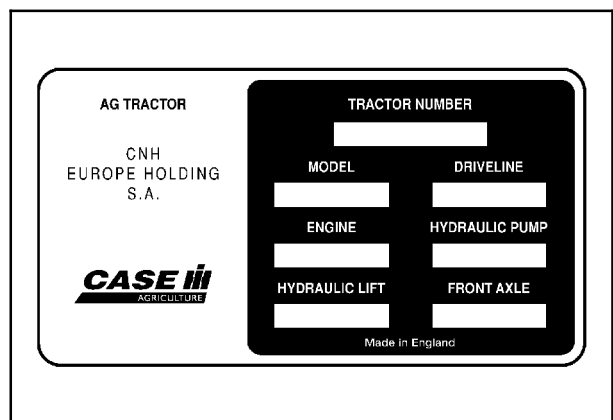 AG TRACTOR
CNH
EUROPE HOLDING
S.A.
CASE IH
AGRICULTURE
TRACTOR NUMBER
MODEL DRIVELINE
ENGINE HYDRAULIC PUMP
HYDRAULIC LIFT FRONT AXLE
Made in England